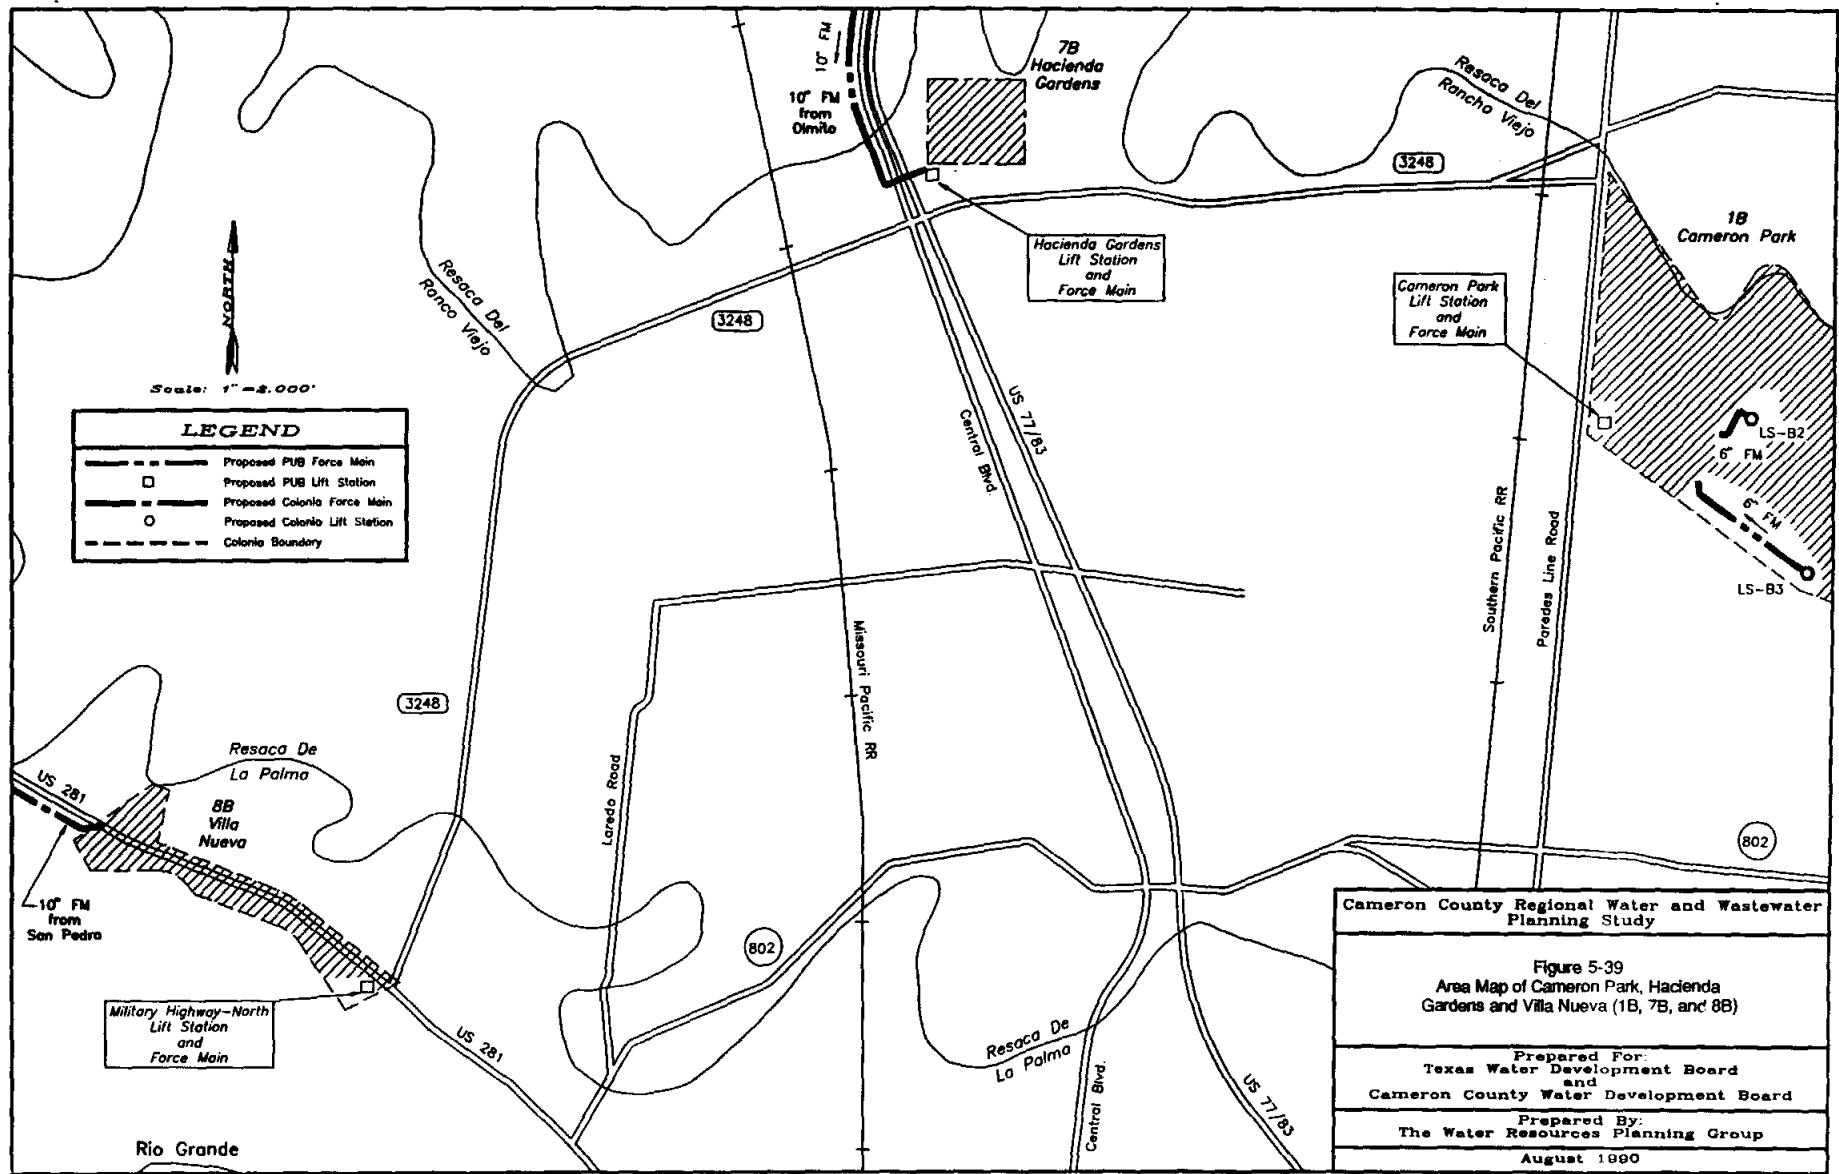 10" FM
10" FM
from
Olmito
7B
Hacienda
Gardens
Resaca Del
Rancho Viejo
3248
1B
Cameron Park
Hacienda Gardens
Lift Station
and
Force Main
Cameron Park
Lift Station
and
Force Main
NORTH
Resaca Del
Ranco Viejo
3248
Scale: 1"=2,000'
LEGEND
Proposed PUB Force Main
Proposed PUB Lift Station
Proposed Colonia Force Main
Proposed Colonia Lift Station
Colonia Boundary
US 77/83
Central Blvd.
LS-B2
6" FM
6" FM
LS-B3
Southern Pacific RR
Paredes Line Road
Missouri Pacific RR
3248
Resaca De
La Palma
US 281
8B
Villa
Nueva
Laredo Road
802
10" FM
from
San Pedro
802
Military Highway-North
Lift Station
and
Force Main
US 281
Resaca De
La Palma
Central Blvd.
US 77/83
Rio Grande
Cameron County Regional Water and Wastewater
Planning Study
Figure 5-39
Area Map of Cameron Park, Hacienda
Gardens and Villa Nueva (1B, 7B, and 8B)
Prepared For:
Texas Water Development Board
and
Cameron County Water Development Board
Prepared By:
The Water Resources Planning Group
August 1990